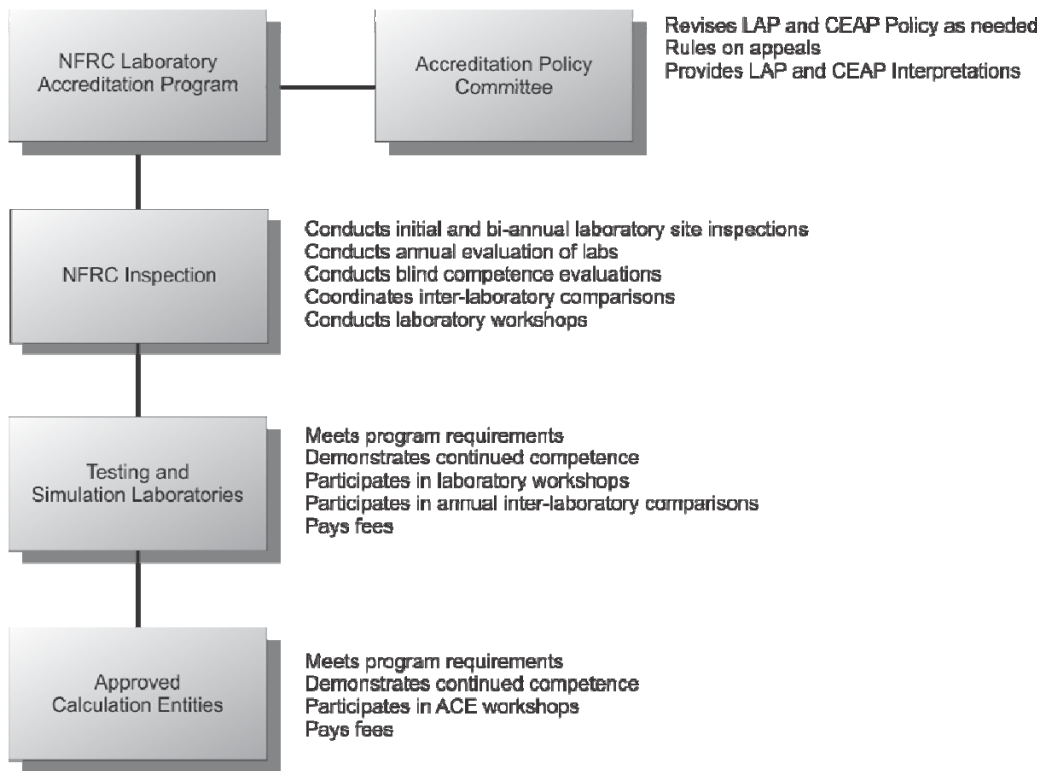 NFRC Laboratory
Accreditation Program
Accreditation Policy
Committee
Revises LAP and CEAP Policy as needed
Rules on appeals
Provides LAP and CEAP Interpretations
NFRC Inspection
Conducts initial and bi-annual laboratory site inspections
Conducts annual evaluation of labs
Conducts blind competence evaluations
Coordinates inter-laboratory comparisons
Conducts laboratory workshops
Testing and
Simulation Laboratories
Meets program requirements
Demonstrates continued competence
Participates in laboratory workshops
Participates in annual inter-laboratory comparisons
Pays fees
Approved
Calculation Entities
Meets program requirements
Demonstrates continued competence
Participates in ACE workshops
Pays fees